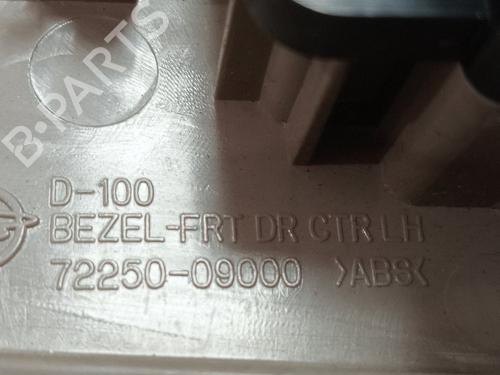 B-PARTS
D-100
BEZEL-FRT DR CTR LH
72250-09000 >ABS<